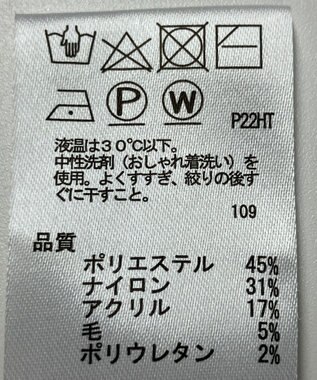 P W P22HT
液温は30℃以下。
中性洗剤（おしゃれ着洗い）を
使用。よくすすぎ、絞りの後す
ぐに干すこと。
109
品質
ポリエステル 45%
ナイロン 31%
アクリル 17%
毛 5%
ポリウレタン 2%